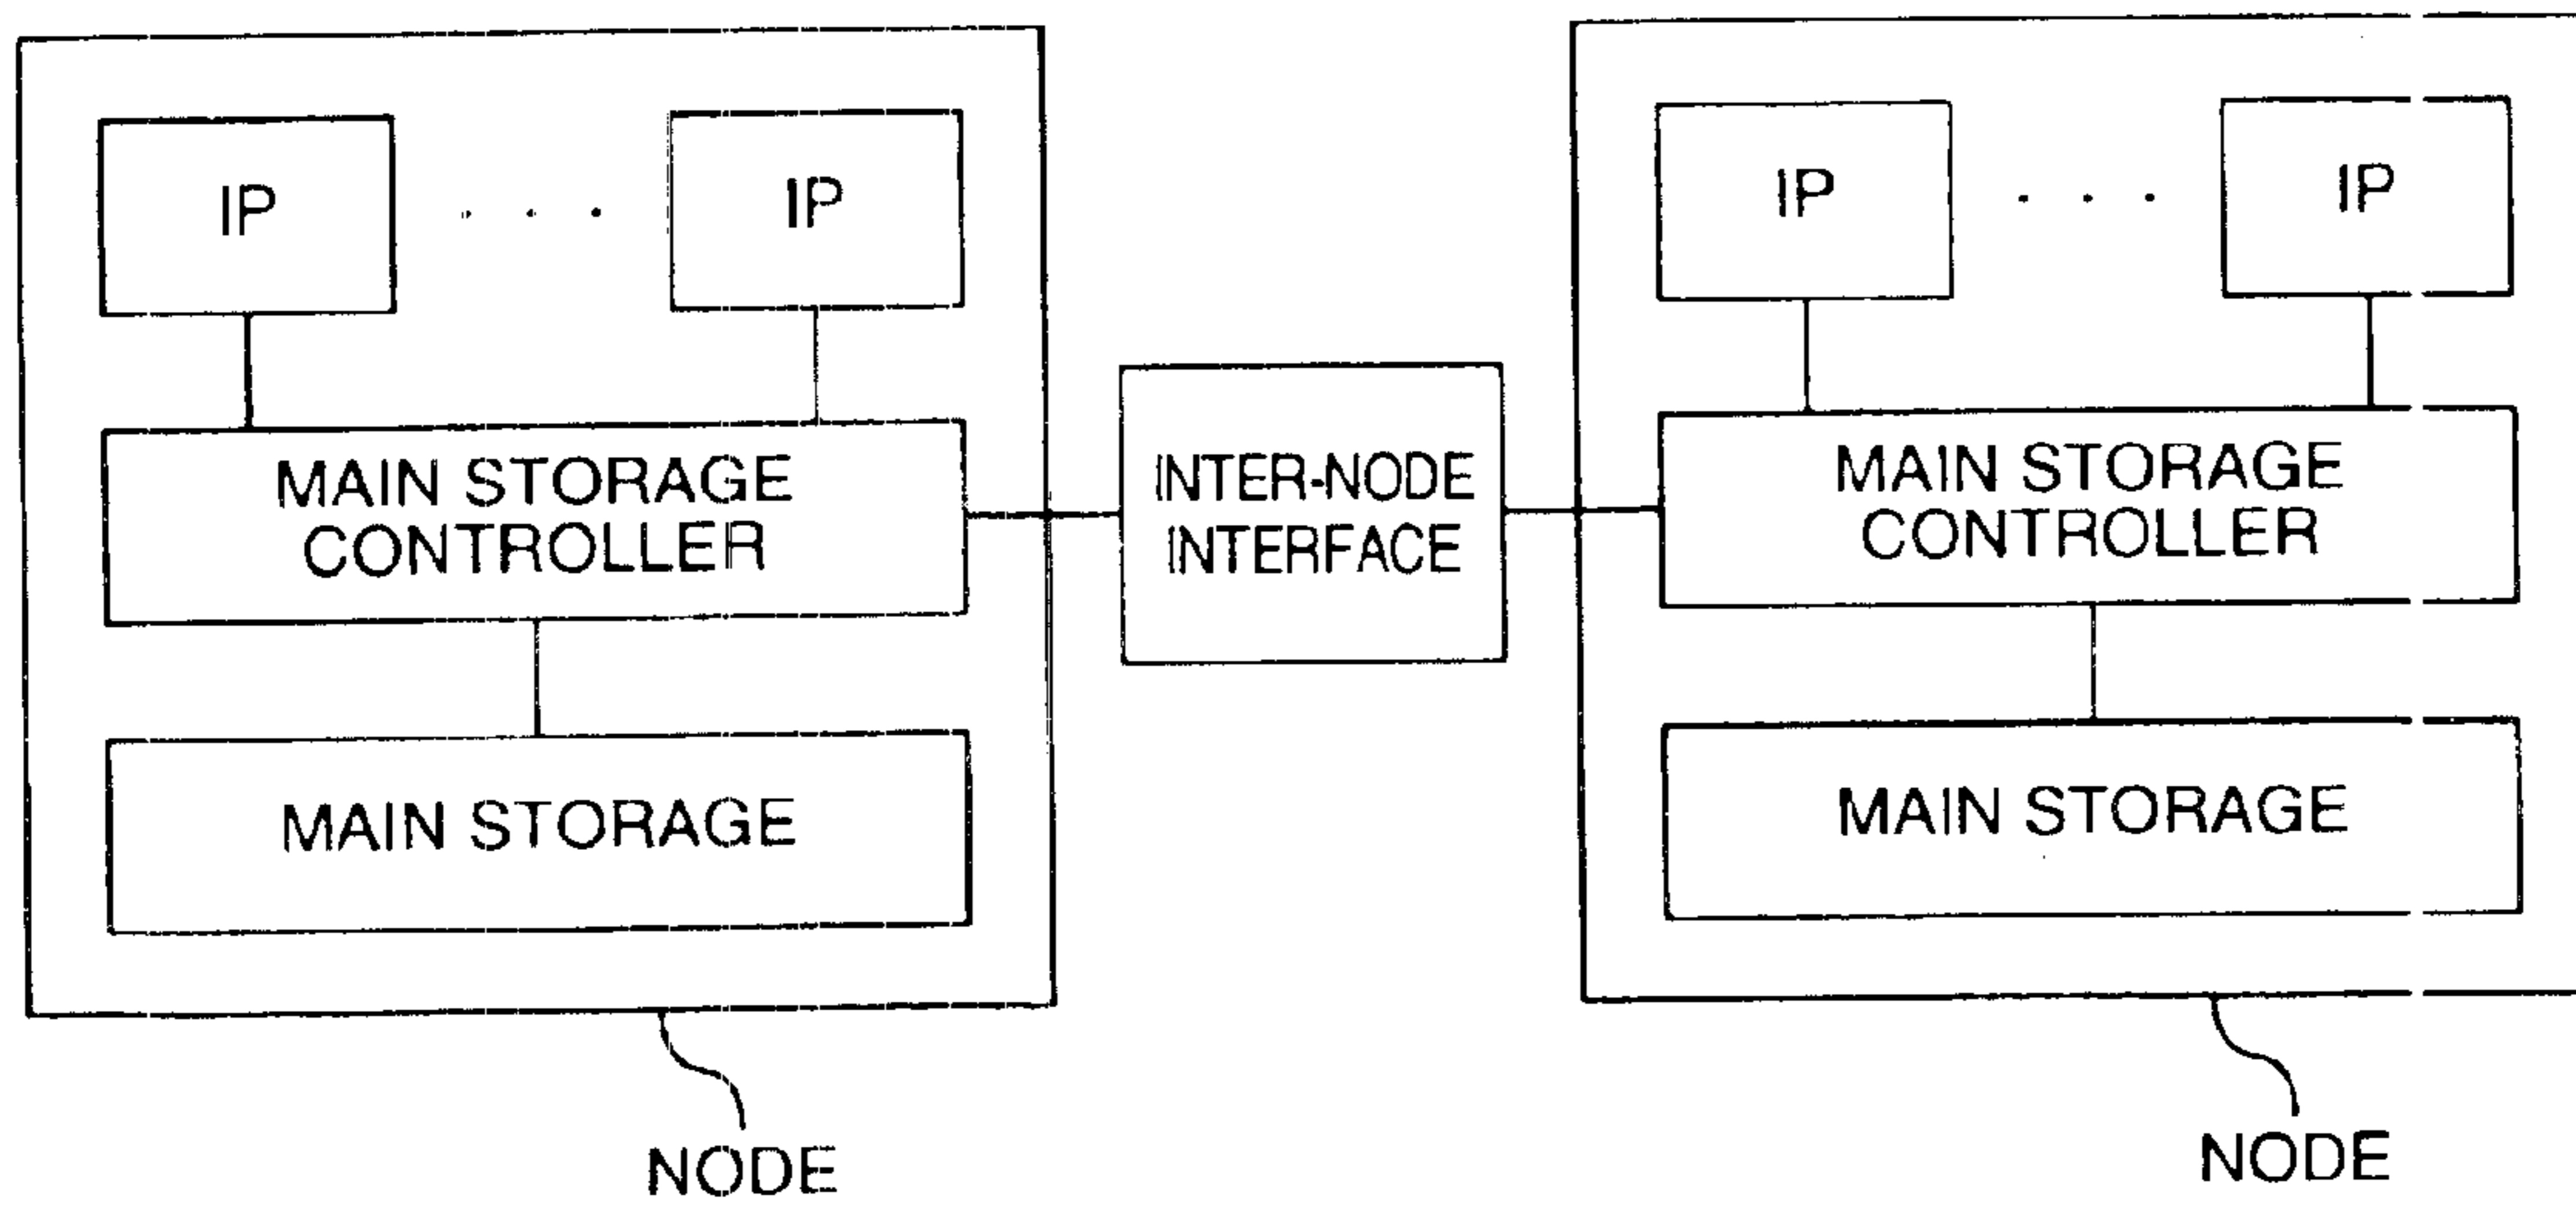 IP . . . IP
MAIN STORAGE
CONTROLLER
MAIN STORAGE
NODE
INTER-NODE
INTERFACE
IP . . . IP
MAIN STORAGE
CONTROLLER
MAIN STORAGE
NODE